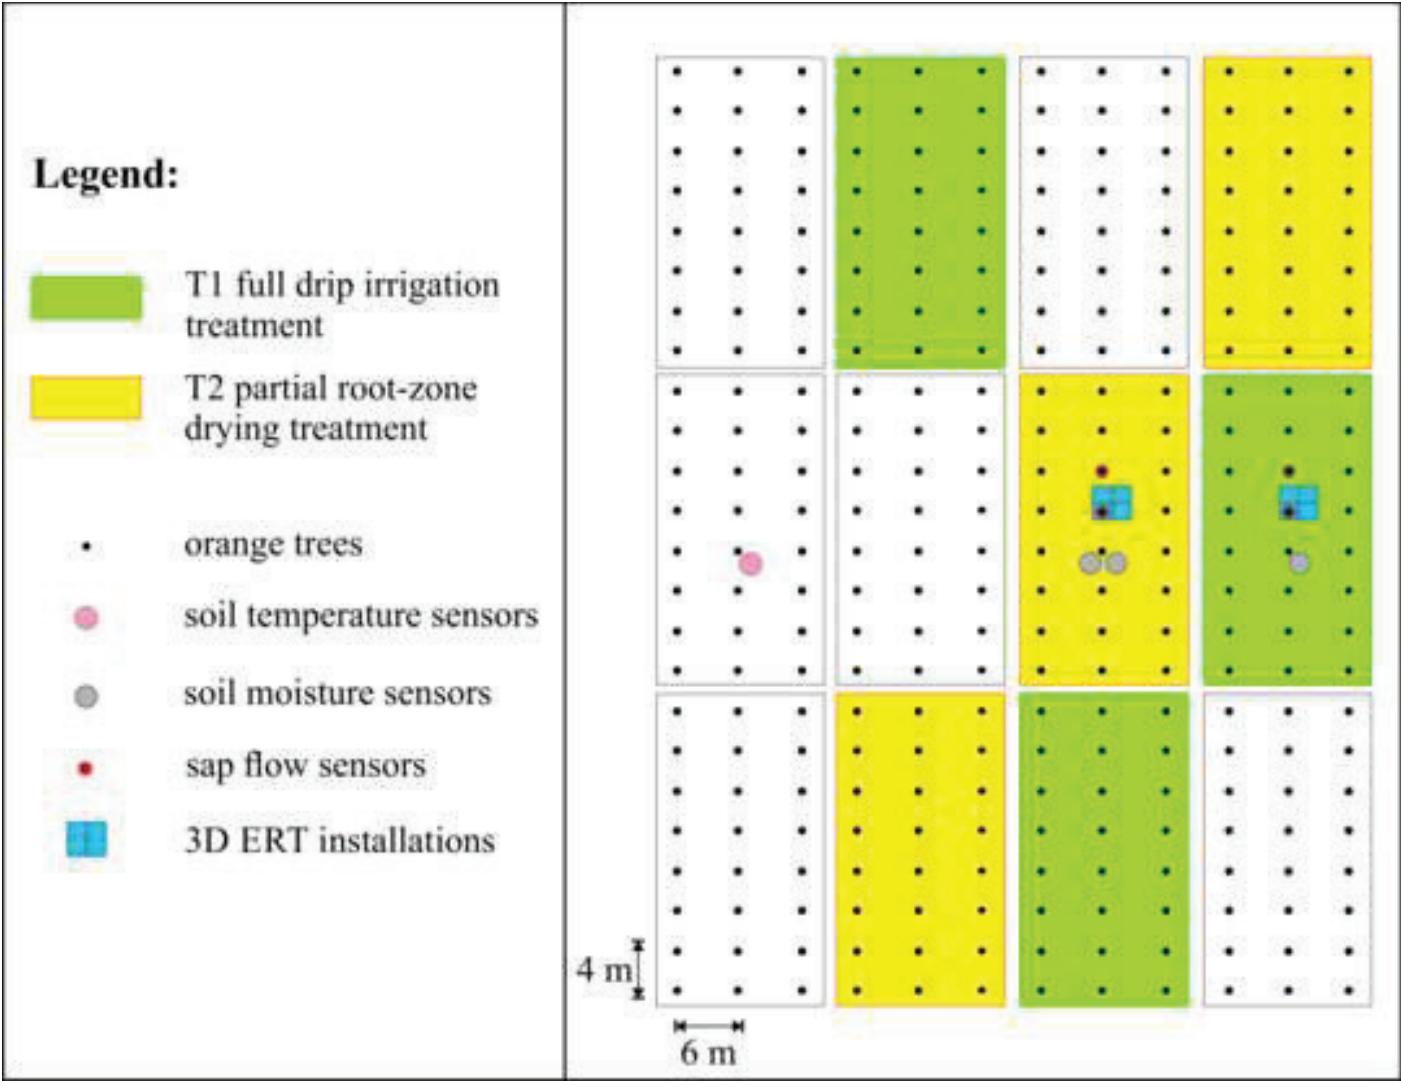 Legend:
T1 full drip irrigation
treatment
T2 partial root-zone
drying treatment
orange trees
soil temperature sensors
soil moisture sensors
sap flow sensors
3D ERT installations
4 m
6 m